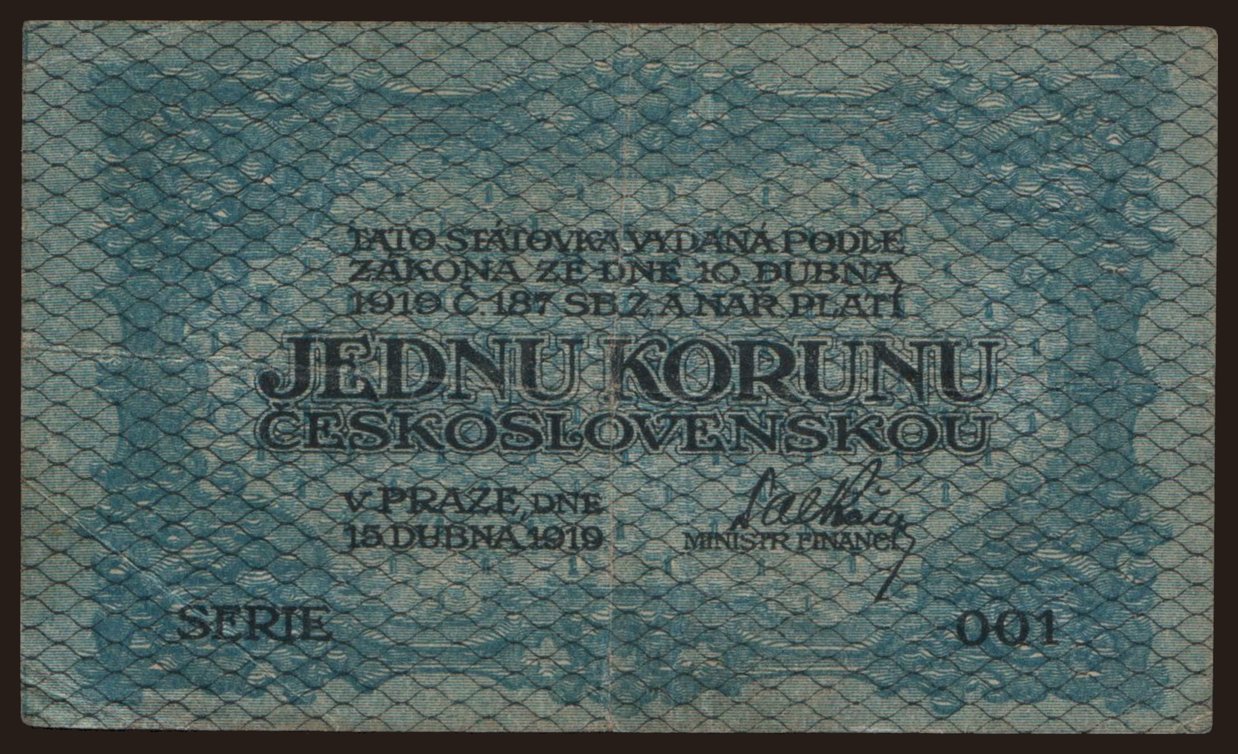 TATO STÁTOVKA VYDANÁ PODLE
ZÁKONA ZE DNE 10. DUBNA
1919 Č. 187 SB. Z. A NAŘ. PLATÍ
JEDNU KORUNU
ČESKOSLOVENSKOU
V PRAZE, DNE
15. DUBNA 1919
MINISTR FINANCÍ
SERIE 001